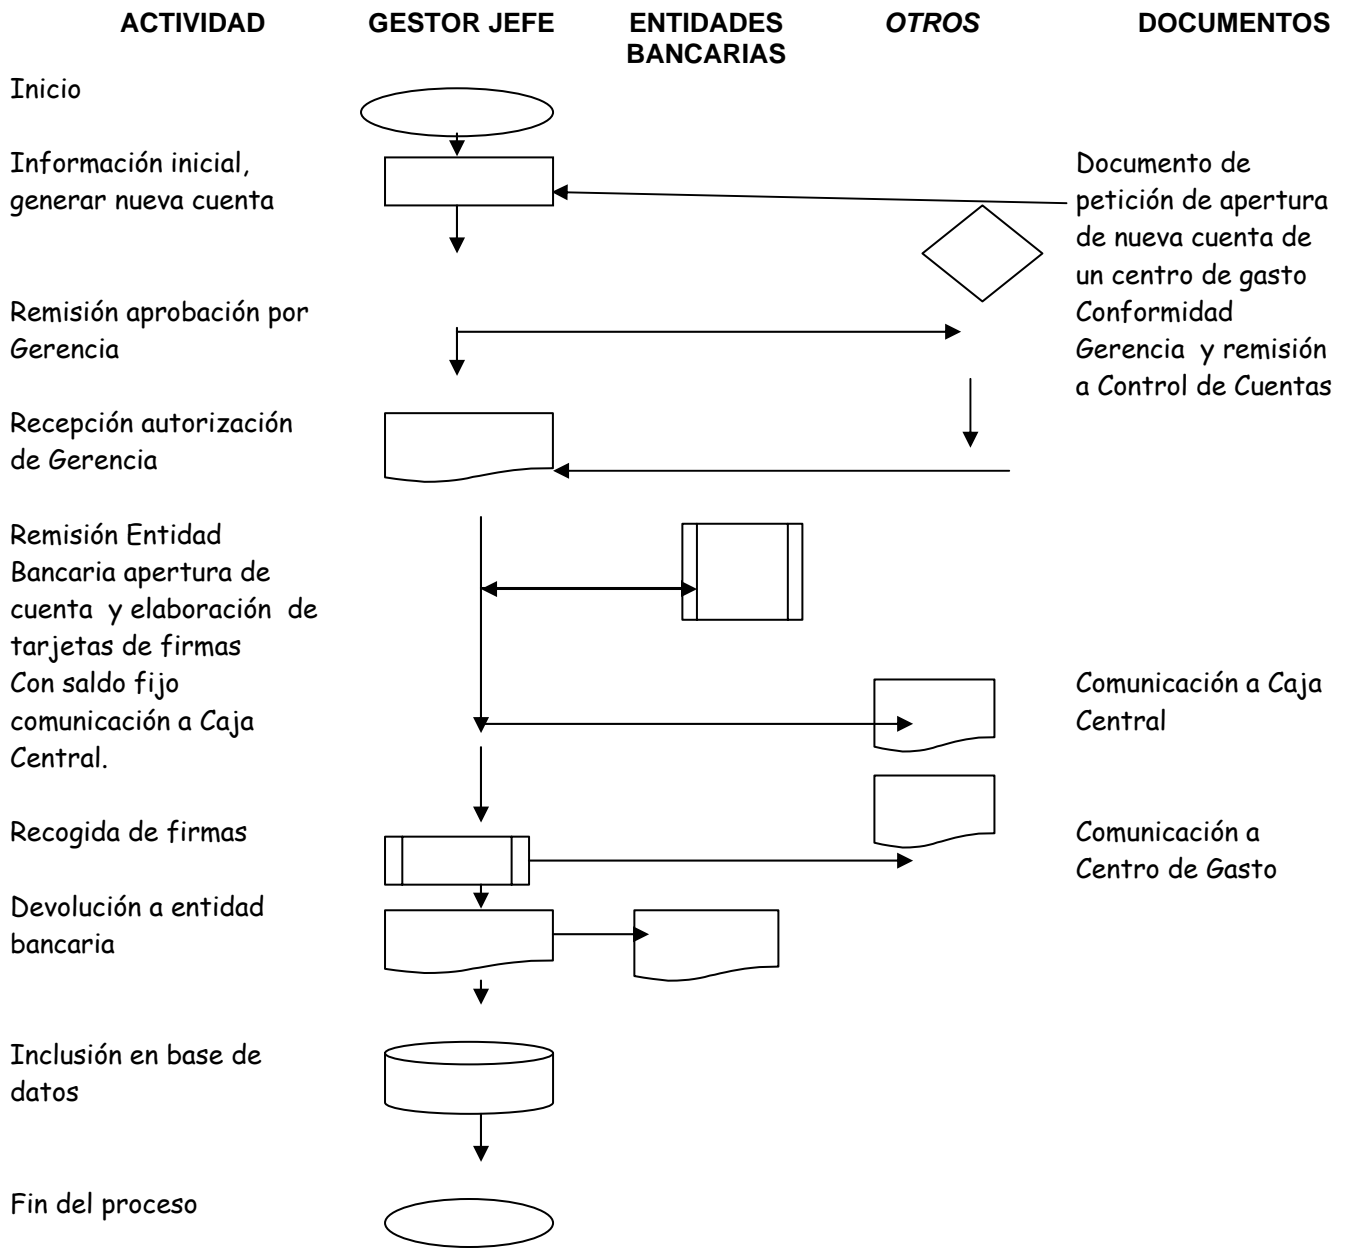 ACTIVIDAD
GESTOR JEFE
ENTIDADES
BANCARIAS
OTROS
DOCUMENTOS
Inicio
Información inicial,
generar nueva cuenta
Documento de
petición de apertura
de nueva cuenta de
un centro de gasto
Conformidad
Gerencia y remisión
a Control de Cuentas
Remisión aprobación por
Gerencia
Recepción autorización
de Gerencia
Remisión Entidad
Bancaria apertura de
cuenta y elaboración de
tarjetas de firmas
Con saldo fijo
comunicación a Caja
Central.
Comunicación a Caja
Central
Recogida de firmas
Comunicación a
Centro de Gasto
Devolución a entidad
bancaria
Inclusión en base de
datos
Fin del proceso